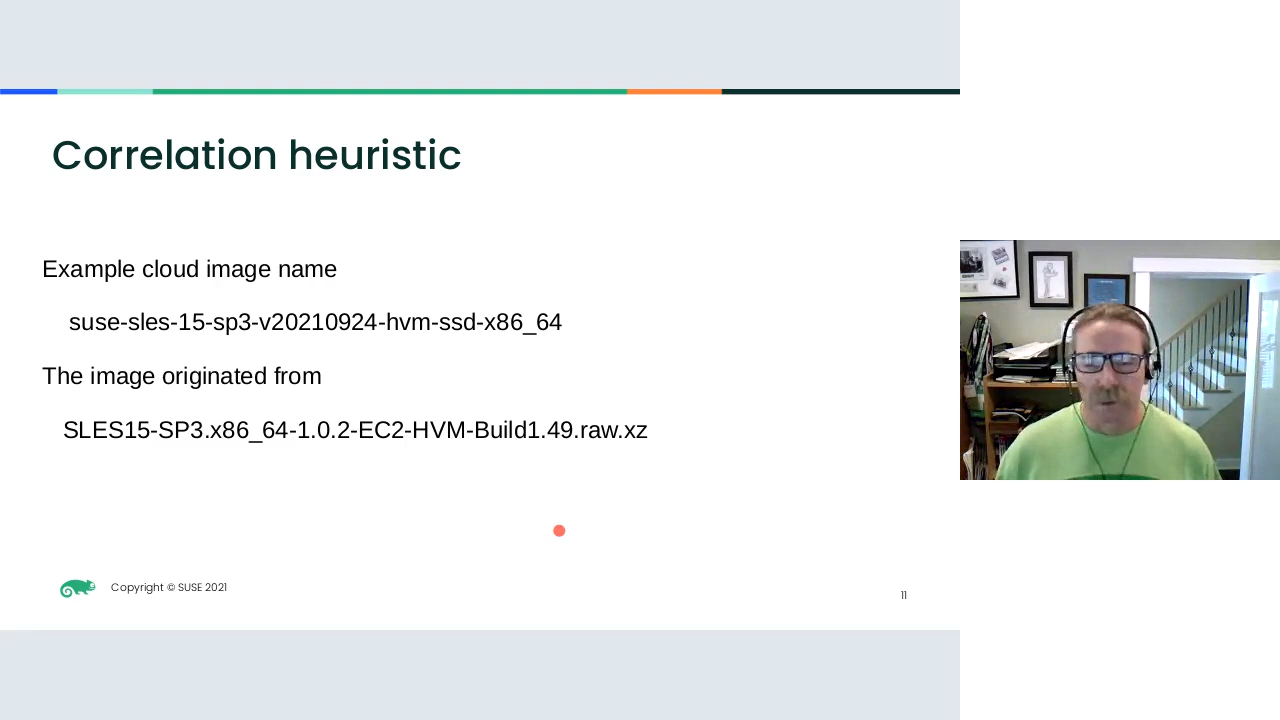 Correlation heuristic
Example cloud image name
suse-sles-15-sp3-v20210924-hvm-ssd-x86_64
The image originated from
SLES15-SP3.x86_64-1.0.2-EC2-HVM-Build1.49.raw.xz
Copyright © SUSE 2021
11